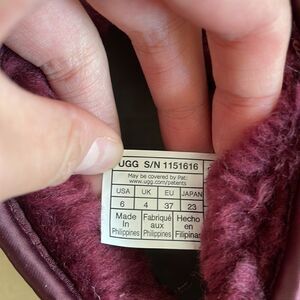 UGG S/N 1151616
May be covered by Pat:
www.ugg.com/patents
USA UK EU JAPAN
6 4 37 23
Made Fabriqué Hecho
In aux en
Philippines Philippines Filipinas